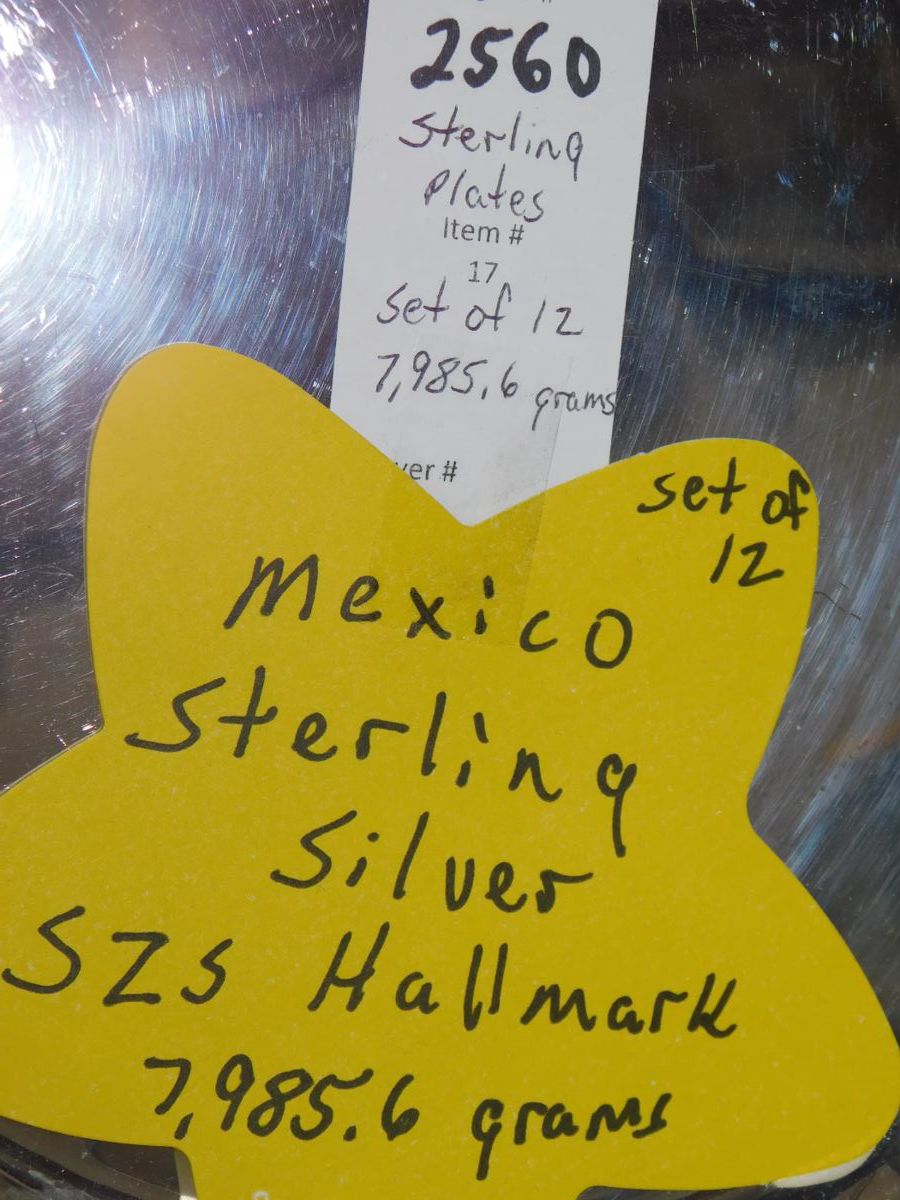 2560
Sterling
Plates
Item #
17
set of 12
7,985.6 grams
ver #
set of
12
Mexico
Sterling
Silver
SZS Hallmark
7,985.6 grams